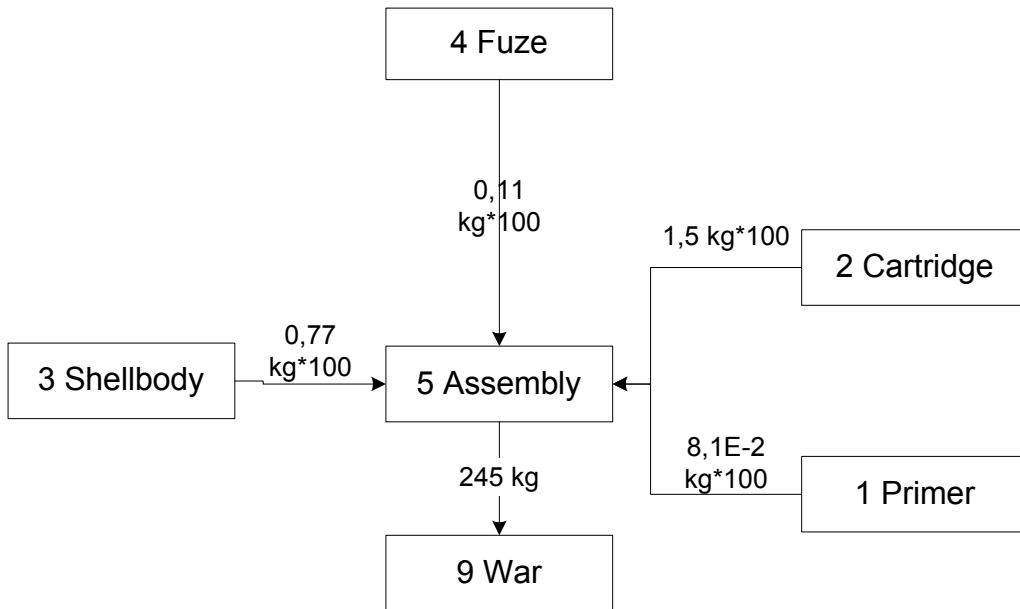 4 Fuze
0,11
kg*100
1,5 kg*100
2 Cartridge
0,77
kg*100
3 Shellbody
5 Assembly
8,1E-2
kg*100
245 kg
1 Primer
9 War